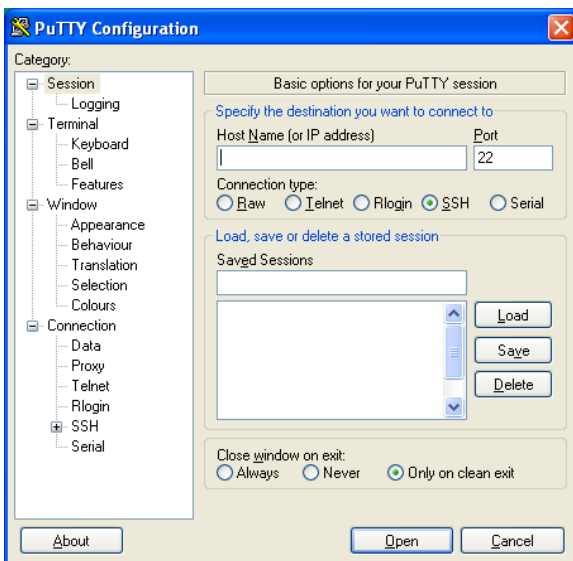 PuTTY Configuration
Category:
Session
Logging
Terminal
Keyboard
Bell
Features
Window
Appearance
Behaviour
Translation
Selection
Colours
Connection
Data
Proxy
Telnet
Rlogin
SSH
Serial
Basic options for your PuTTY session
Specify the destination you want to connect to
Host Name (or IP address) Port
22
Connection type:
Raw Telnet Rlogin SSH Serial
Load, save or delete a stored session
Saved Sessions
Load
Save
Delete
Close window on exit:
Always Never Only on clean exit
About Open Cancel